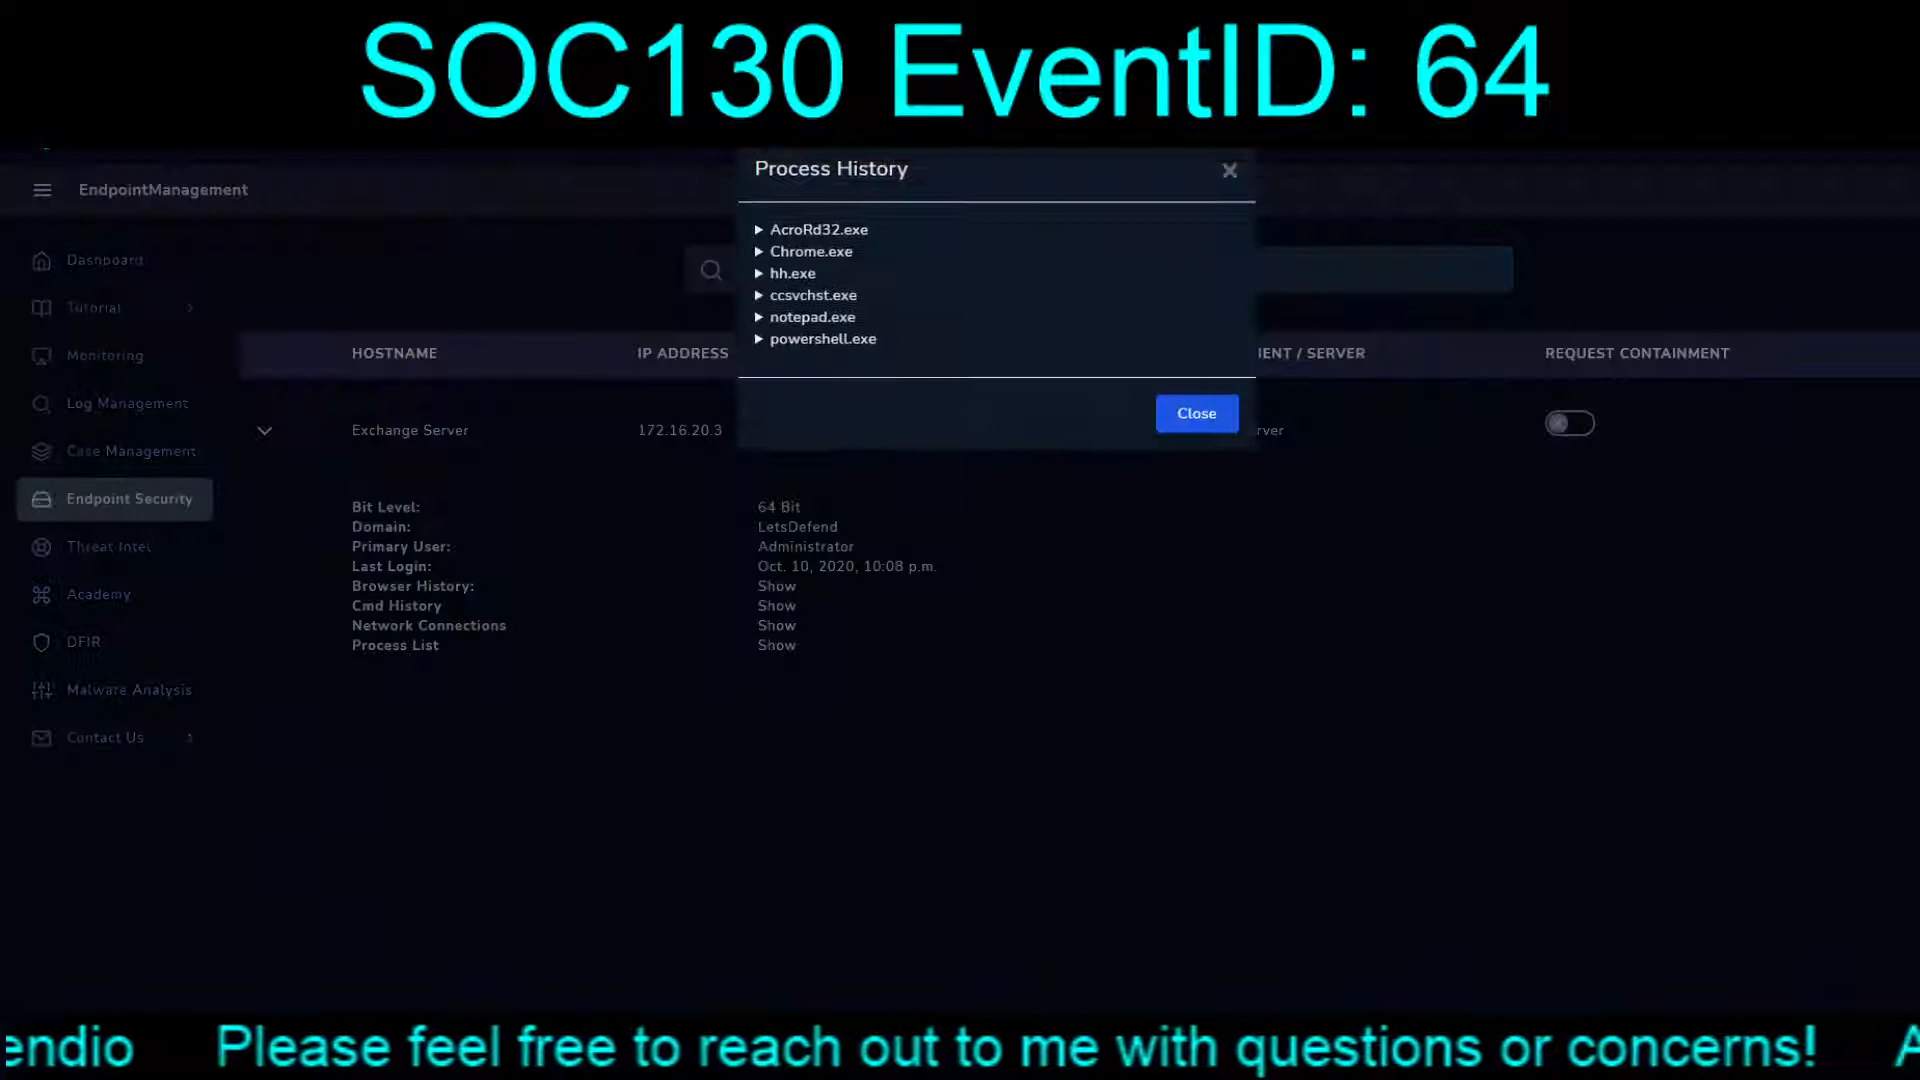 SOC130 EventID: 64
EndpointManagement
Process History
AcroRd32.exe
Chrome.exe
hh.exe
ccsvchst.exe
notepad.exe
powershell.exe
Close
Dashboard
Tutorial
Monitoring
Log Management
Case Management
Endpoint Security
Threat Intel
Academy
DFIR
Malware Analysis
Contact Us
HOSTNAME IP ADDRESS IENT / SERVER REQUEST CONTAINMENT
Exchange Server 172.16.20.3 rver
Bit Level: 64 Bit
Domain: LetsDefend
Primary User: Administrator
Last Login: Oct. 10, 2020, 10:08 p.m.
Browser History: Show
Cmd History Show
Network Connections Show
Process List Show
endio Please feel free to reach out to me with questions or concerns! A